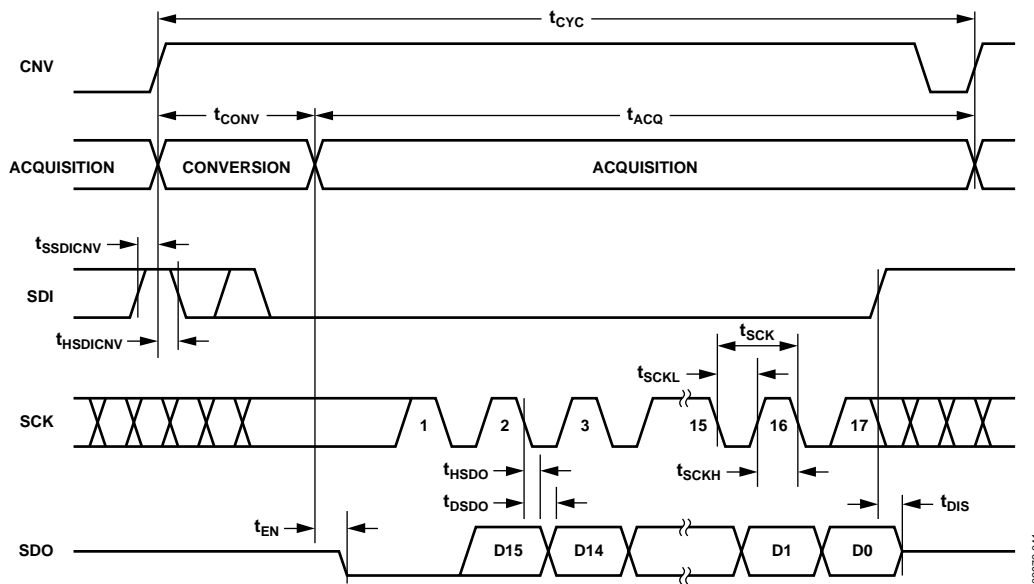 tCYC
CNV
tCONV
tACQ
ACQUISITION
CONVERSION
ACQUISITION
tSSDICNV
SDI
tHSDICNV
tSCK
tSCKL
SCK
1
2
3
15
16
17
tHSDO
tSCKH
tDSDO
tDIS
tEN
SDO
D15
D14
D1
D0